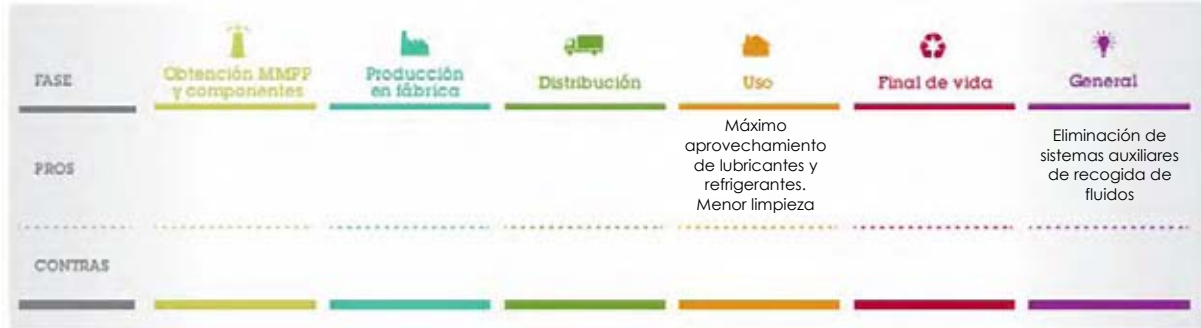 FASE
Obtención MMPP
y componentes
Producción
en fábrica
Distribución
Uso
Final de vida
General
PROS
Máximo
aprovechamiento
de lubricantes y
refrigerantes.
Menor limpieza
Eliminación de
sistemas auxiliares
de recogida de
fluidos
CONTRAS